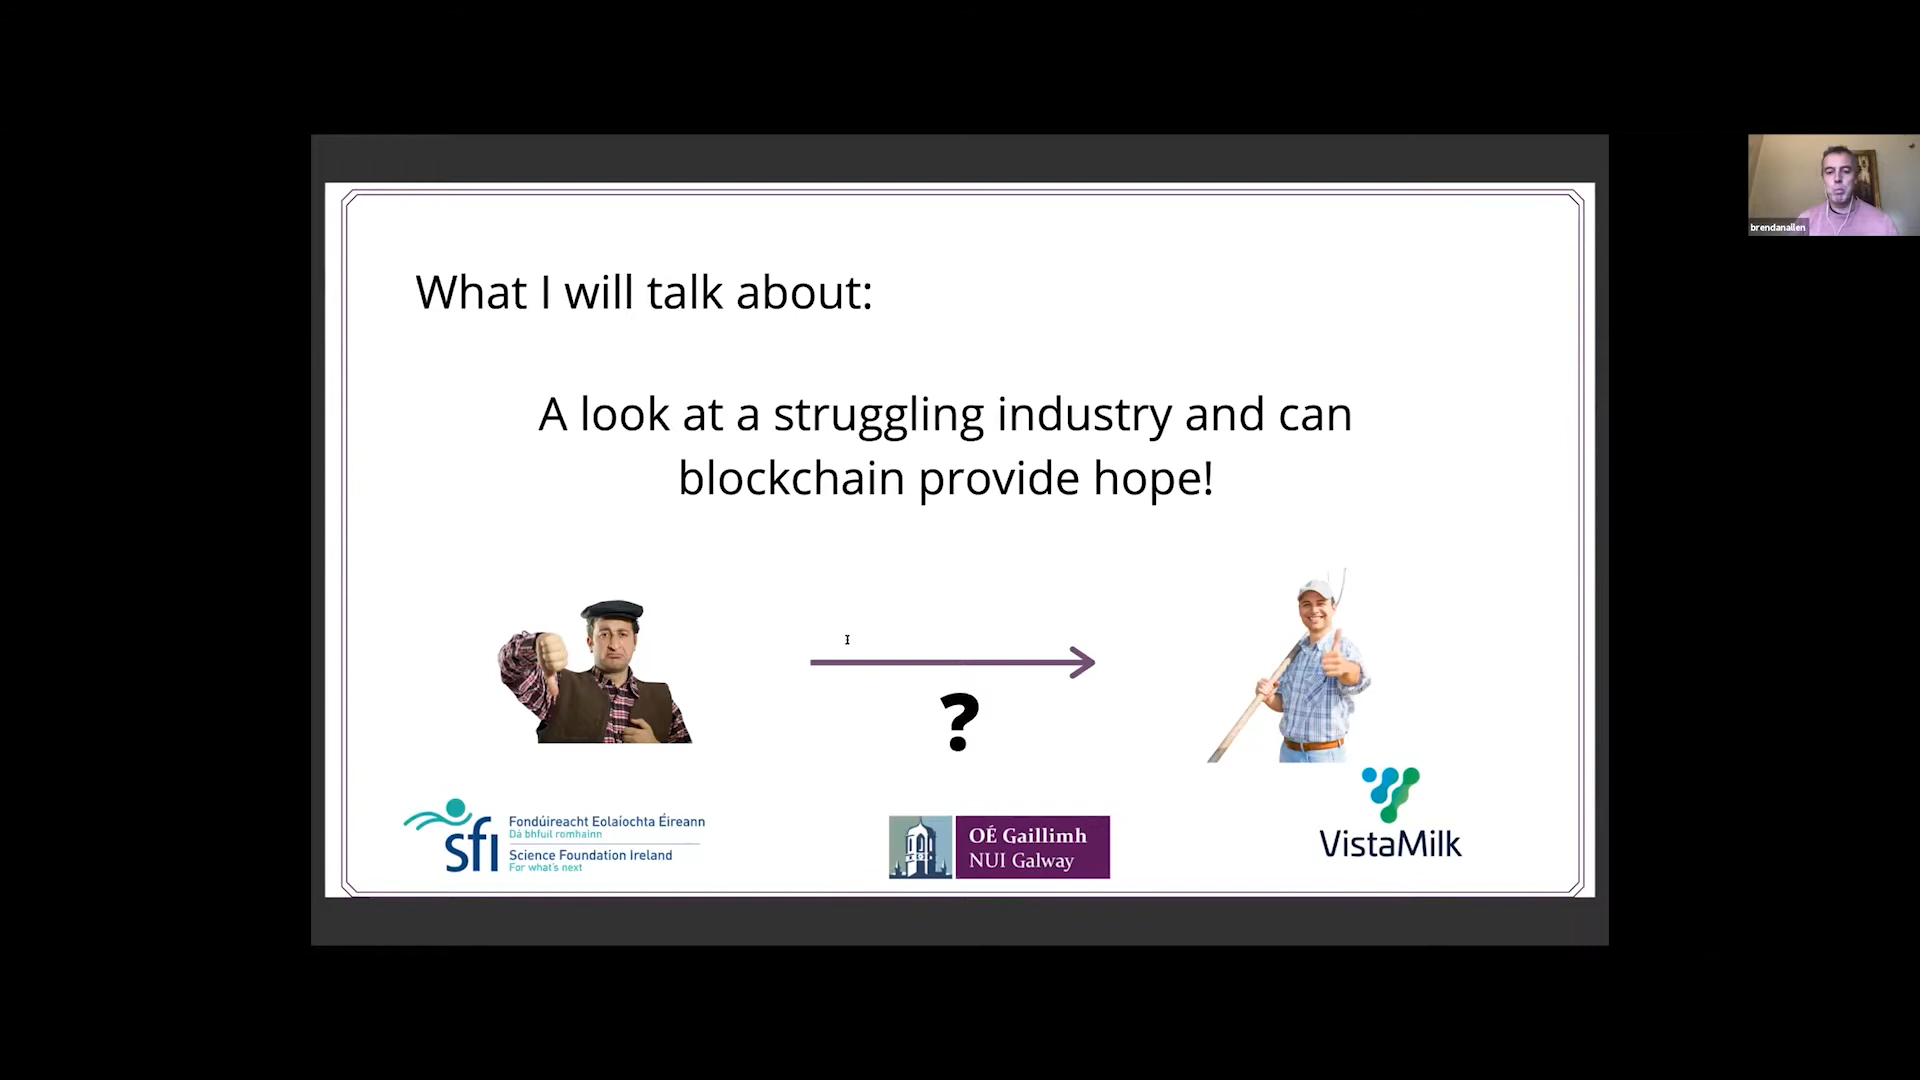 brendanallen
What I will talk about:
A look at a struggling industry and can
blockchain provide hope!
?
sfi
Fondúireacht Eolaíochta Éireann
Dá bhfuil romhainn
Science Foundation Ireland
For what's next
OÉ Gaillimh
NUI Galway
VistaMilk